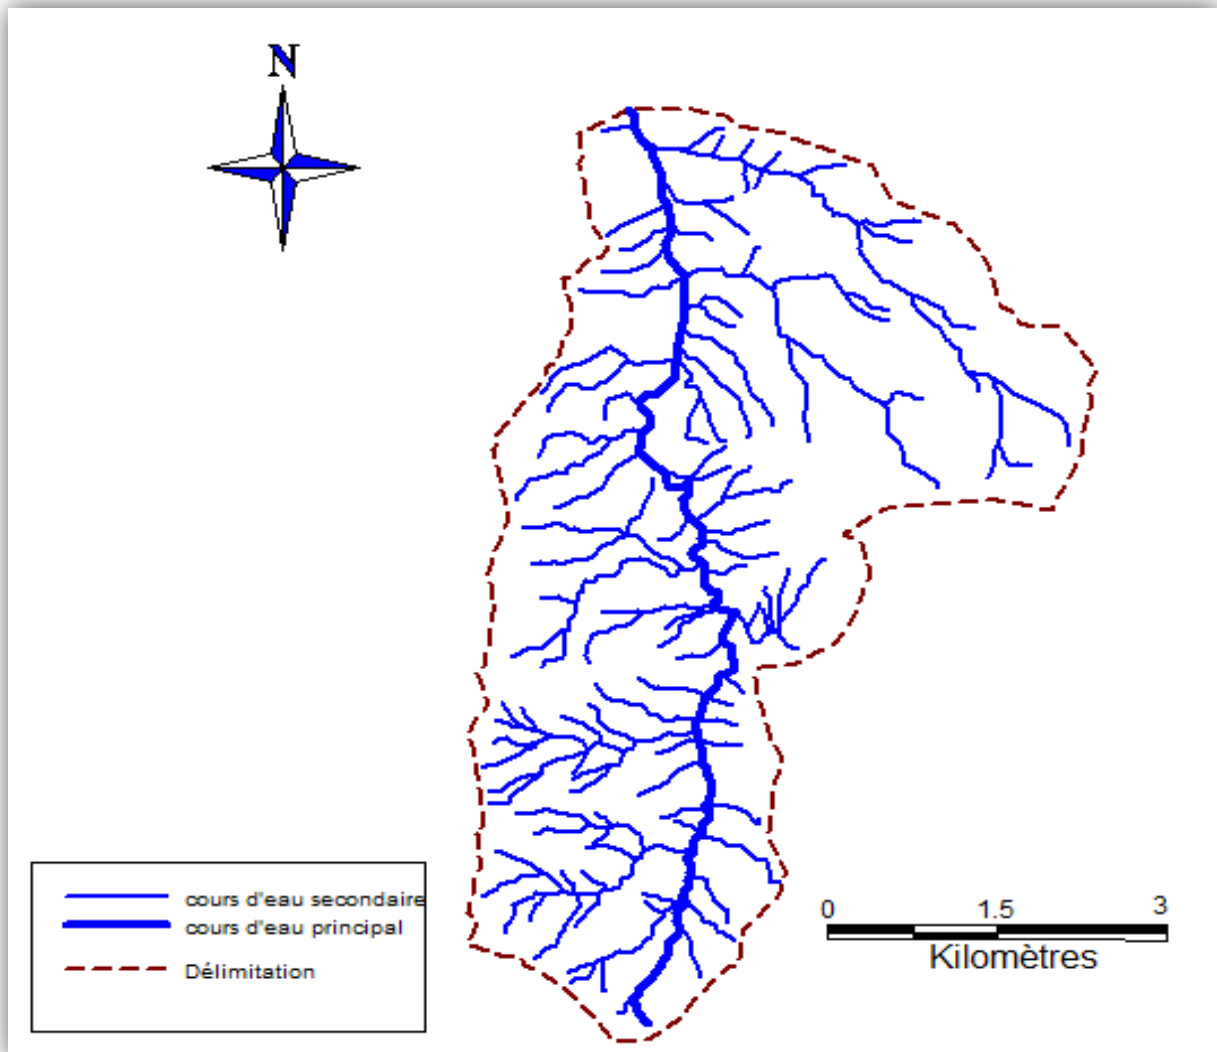 N
cours d'eau secondaire
cours d'eau principal
Délimitation
0 1.5 3
Kilomètres